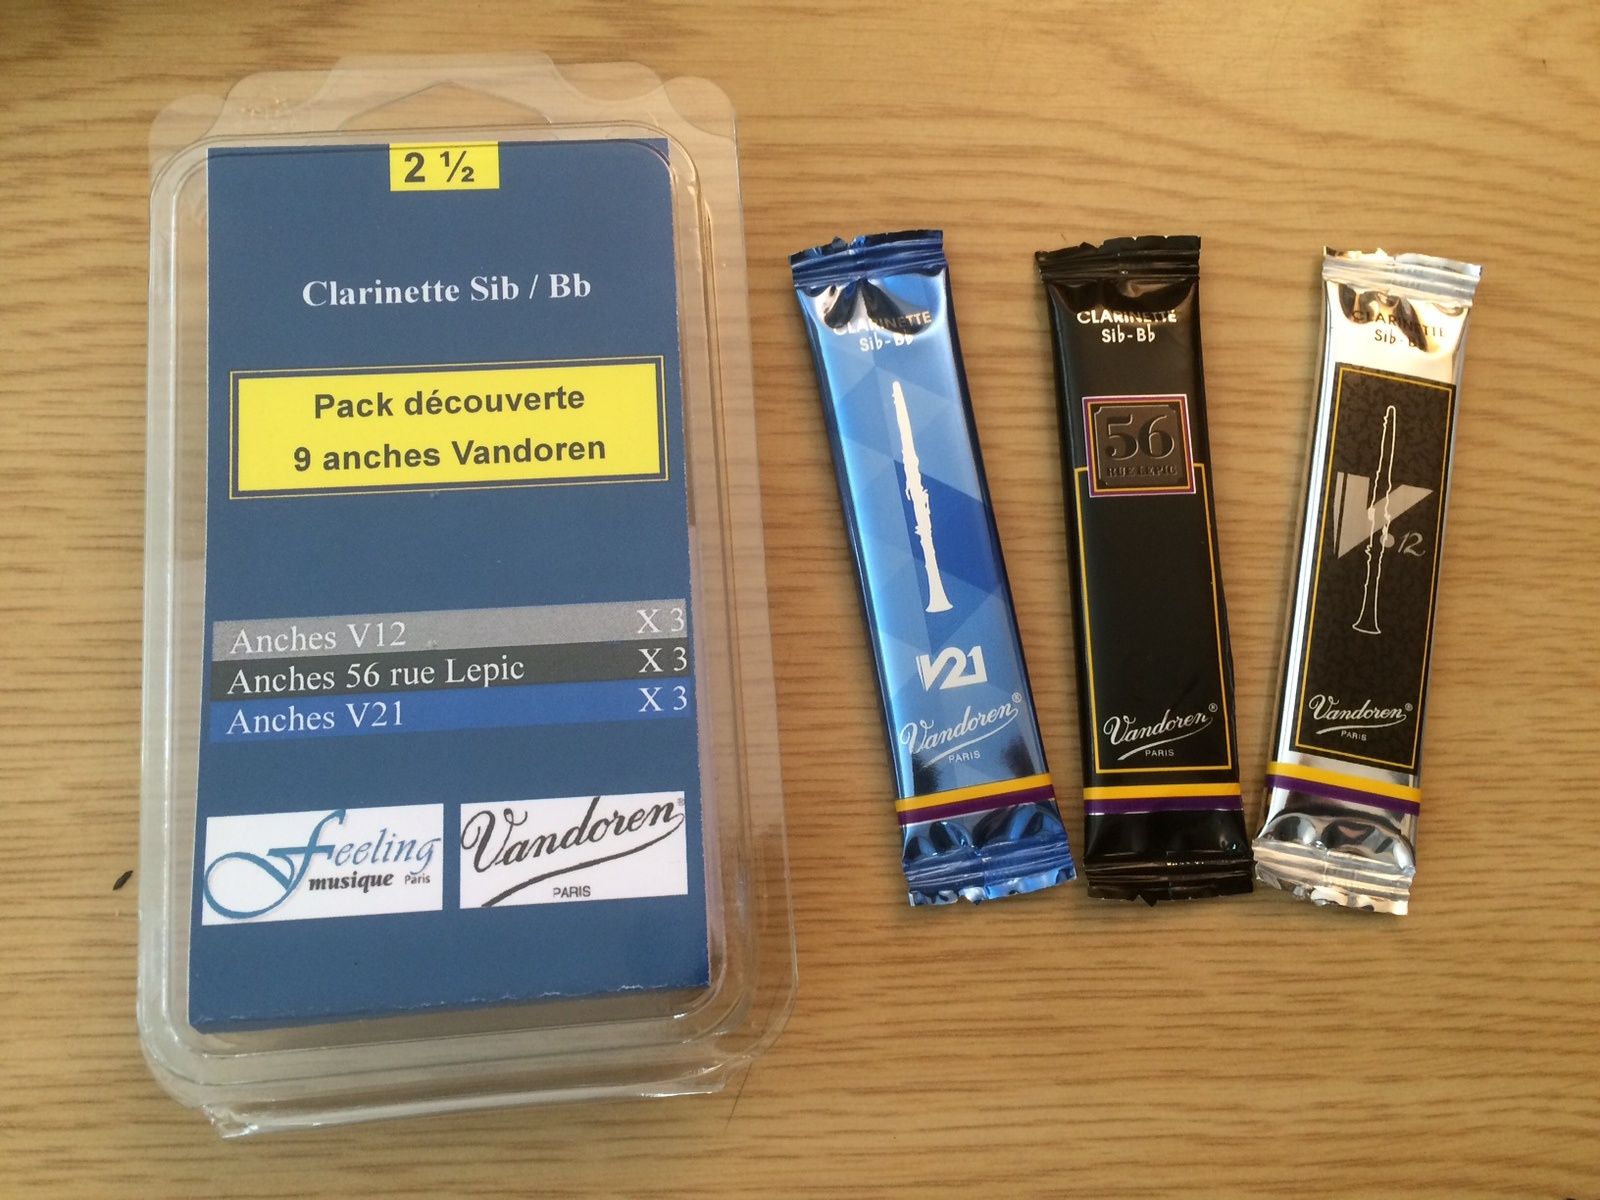 2 ½
Clarinette Sib / Bb
Pack découverte
9 anches Vandoren
Anches V12 X 3
Anches 56 rue Lepic X 3
Anches V21 X 3
Feeling
musique Paris
Vandoren®
PARIS
CLARINETTE
Sib-Bb
V21
Vandoren®
PARIS
CLARINETTE
Sib-Bb
56
RUE LEPIC
Vandoren®
PARIS
CLARINETTE
Sib-Bb
V.12
Vandoren®
PARIS